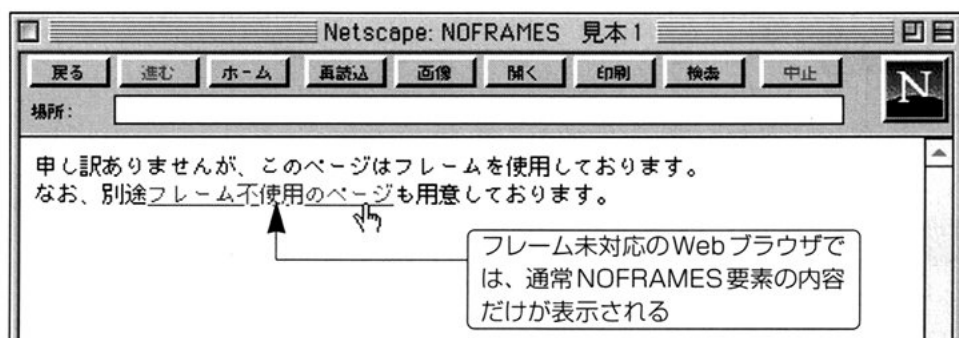 Netscape: NOFRAMES 見本1
戻る 進む ホーム 再読込 画像 開く 印刷 検索 中止
N
場所:
申し訳ありませんが、このページはフレームを使用しております。
なお、別途フレーム不使用のページも用意しております。
フレーム未対応のWebブラウザで
は、通常NOFRAMES要素の内容
だけが表示される